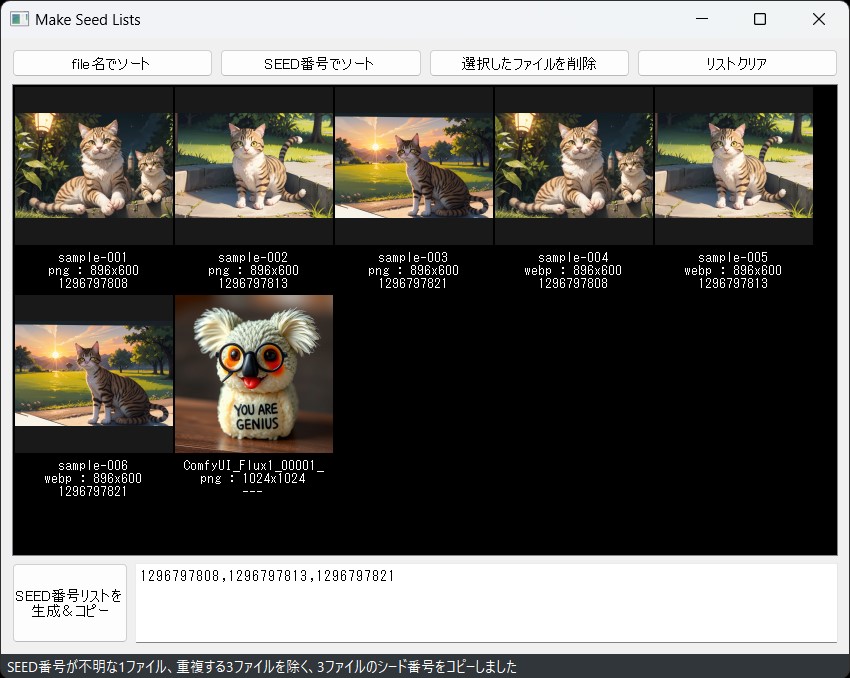 Make Seed Lists
file名でソート
SEED番号でソート
選択したファイルを削除
リストクリア
sample-001
png : 896x600
1296797808
sample-002
png : 896x600
1296797813
sample-003
png : 896x600
1296797821
sample-004
webp : 896x600
1296797808
sample-005
webp : 896x600
1296797813
sample-006
webp : 896x600
1296797821
YOU ARE
GENIUS
ComfyUI_Flux1_00001_
png : 1024x1024
---
SEED番号リストを
生成＆コピー
1296797808,1296797813,1296797821
SEED番号が不明な1ファイル、重複する3ファイルを除く、3ファイルのシード番号をコピーしました